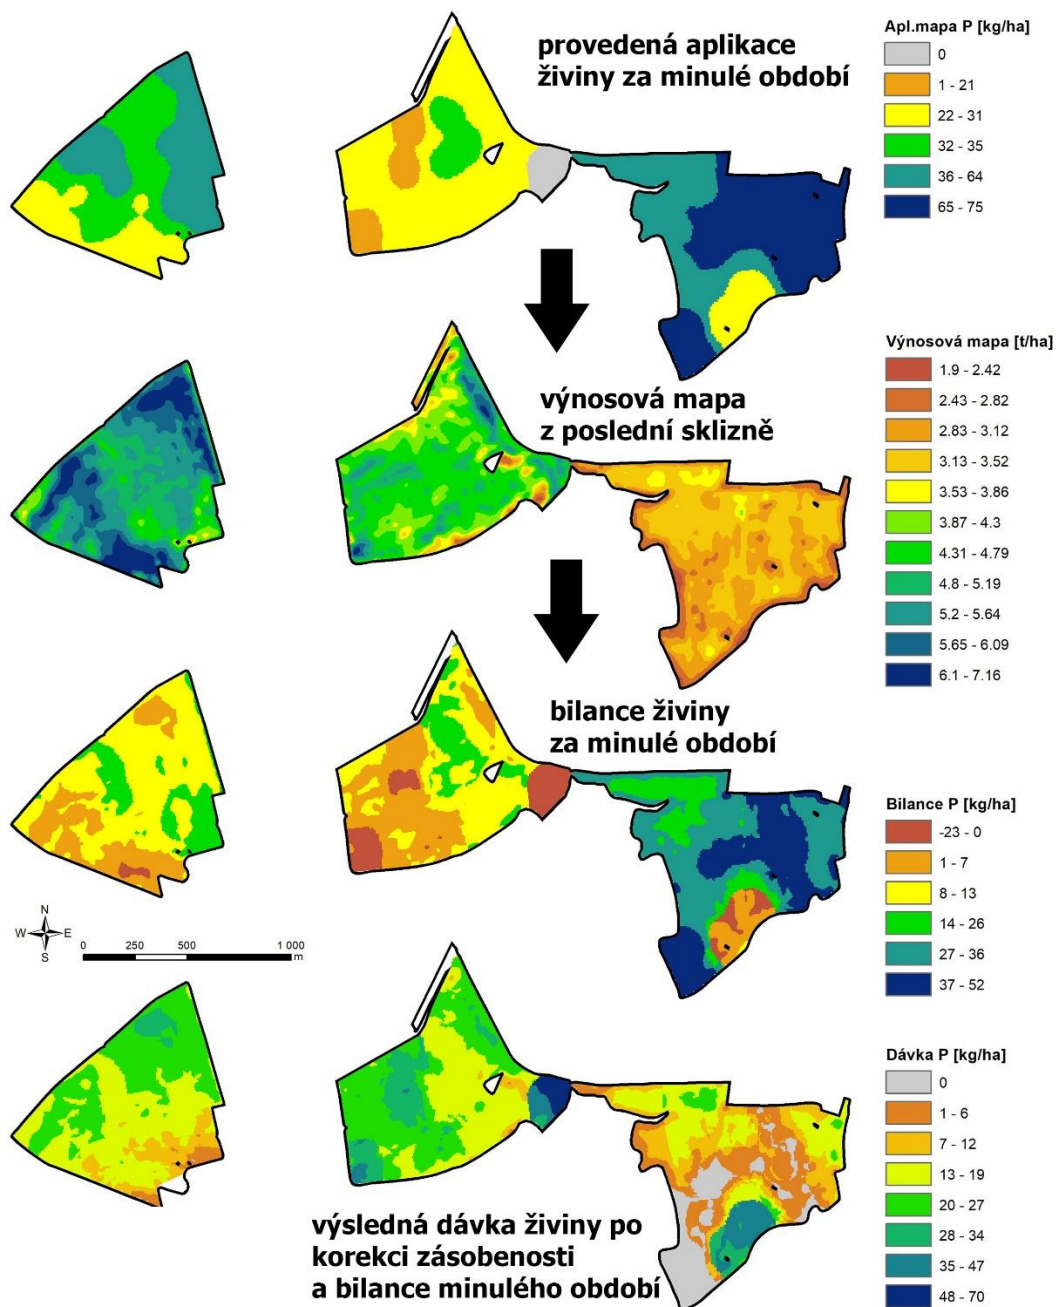 provedená aplikace
živiny za minulé období
Apl.mapa P [kg/ha]
0
1 - 21
22 - 31
32 - 35
36 - 64
65 - 75
výnosová mapa
z poslední sklizně
Výnosová mapa [t/ha]
1.9 - 2.42
2.43 - 2.82
2.83 - 3.12
3.13 - 3.52
3.53 - 3.86
3.87 - 4.3
4.31 - 4.79
4.8 - 5.19
5.2 - 5.64
5.65 - 6.09
6.1 - 7.16
bilance živiny
za minulé období
Bilance P [kg/ha]
-23 - 0
1 - 7
8 - 13
14 - 26
27 - 36
37 - 52
N
W E
S
0 250 500 1 000
m
výsledná dávka živiny po
korekci zásobenosti
a bilance minulého období
Dávka P [kg/ha]
0
1 - 6
7 - 12
13 - 19
20 - 27
28 - 34
35 - 47
48 - 70